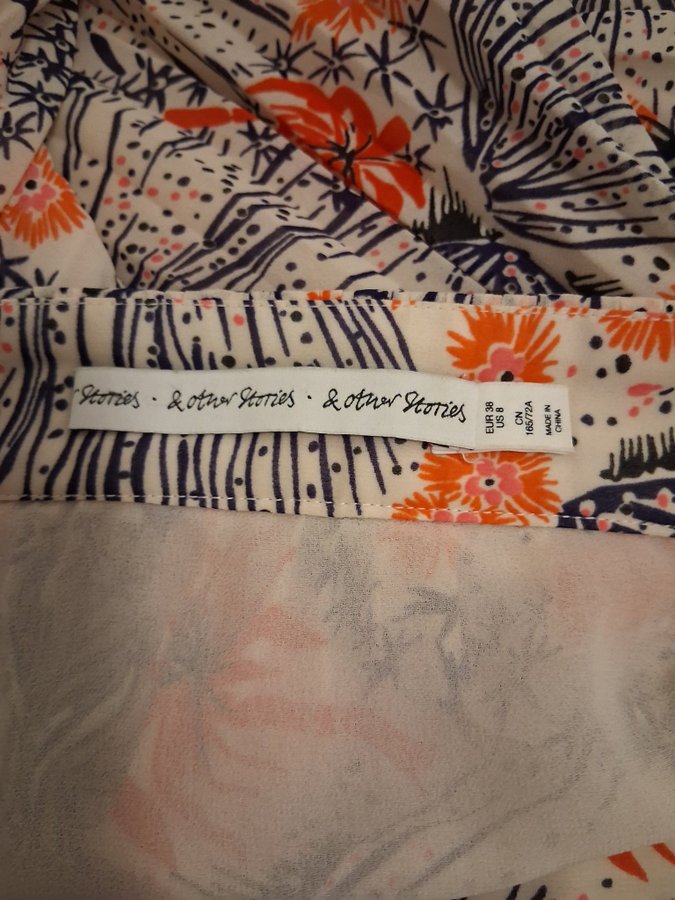 Stories · & other Stories · & other Stories
EUR 38
US 8
CN
165/72A
MADE IN
CHINA